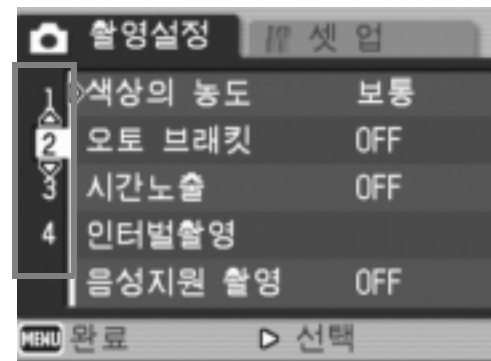 촬영설정 셋 업
1 색상의 농도 보통
2 오토 브래킷 OFF
3 시간노출 OFF
4 인터벌촬영
음성지원 촬영 OFF
MENU 완료 선택